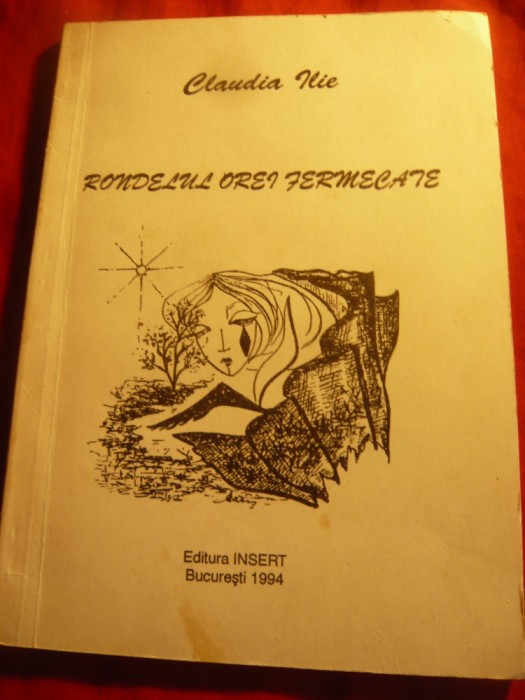 Claudia Ilie
RONDELUL OREI FERMECATE
Editura INSERT
Bucureşti 1994